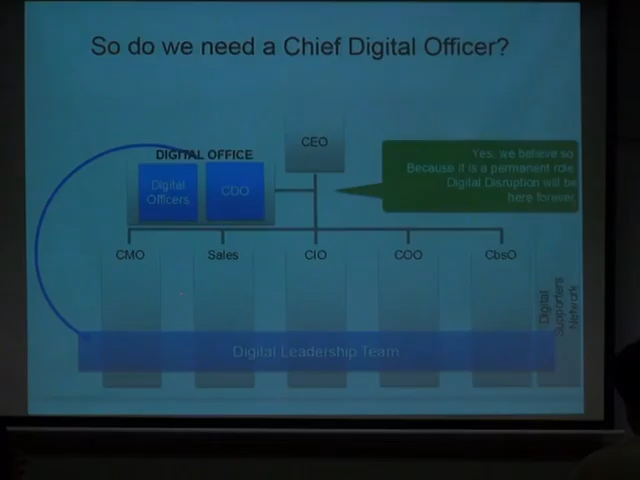 So do we need a Chief Digital Officer?
CEO
DIGITAL OFFICE
Digital
Officers
CDO
Yes, we believe so
Because it is a permanent role
Digital Disruption will be
here forever
CMO
Sales
CIO
COO
CbsO
Digital
Supporters
Network
Digital Leadership Team